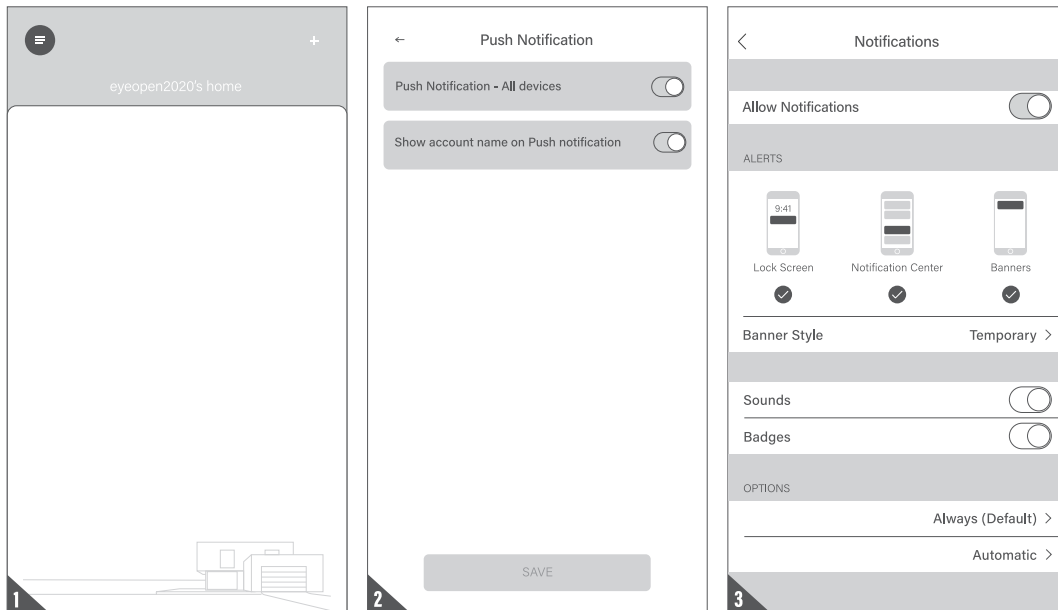 eyeopen2020's home
1
← Push Notification
Push Notification - All devices
Show account name on Push notification
SAVE
2
Notifications
Allow Notifications
ALERTS
9:41
Lock Screen Notification Center Banners
Banner Style Temporary >
Sounds
Badges
OPTIONS
Always (Default) >
Automatic >
3